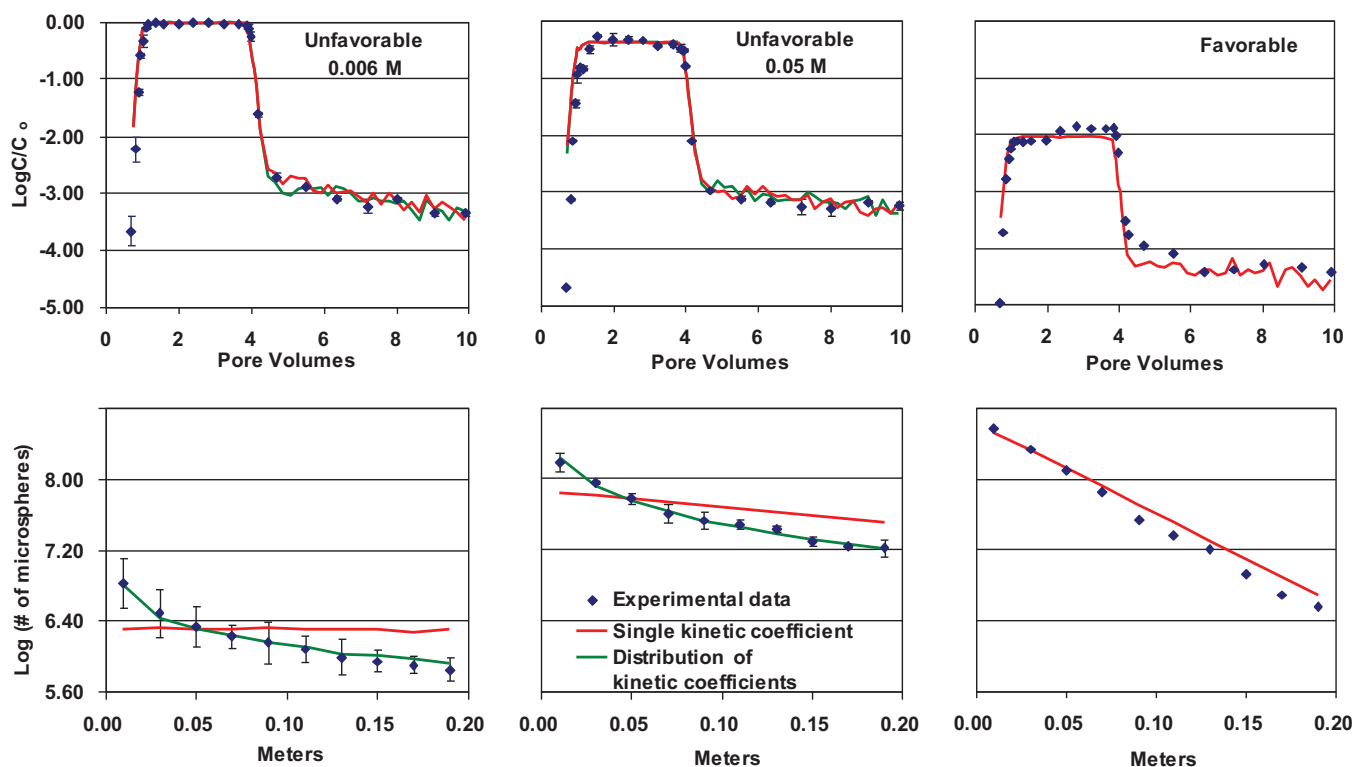 0.00
-1.00
-2.00
-3.00
-4.00
-5.00
LogC/C o
Unfavorable
0.006 M
0 2 4 6 8 10
Pore Volumes
Unfavorable
0.05 M
0 2 4 6 8 10
Pore Volumes
Favorable
0 2 4 6 8 10
Pore Volumes
8.00
7.20
6.40
5.60
Log (# of microspheres)
0.00 0.05 0.10 0.15 0.20
Meters
Experimental data
Single kinetic coefficient
Distribution of
kinetic coefficients
0.00 0.05 0.10 0.15 0.20
Meters
0.00 0.05 0.10 0.15 0.20
Meters